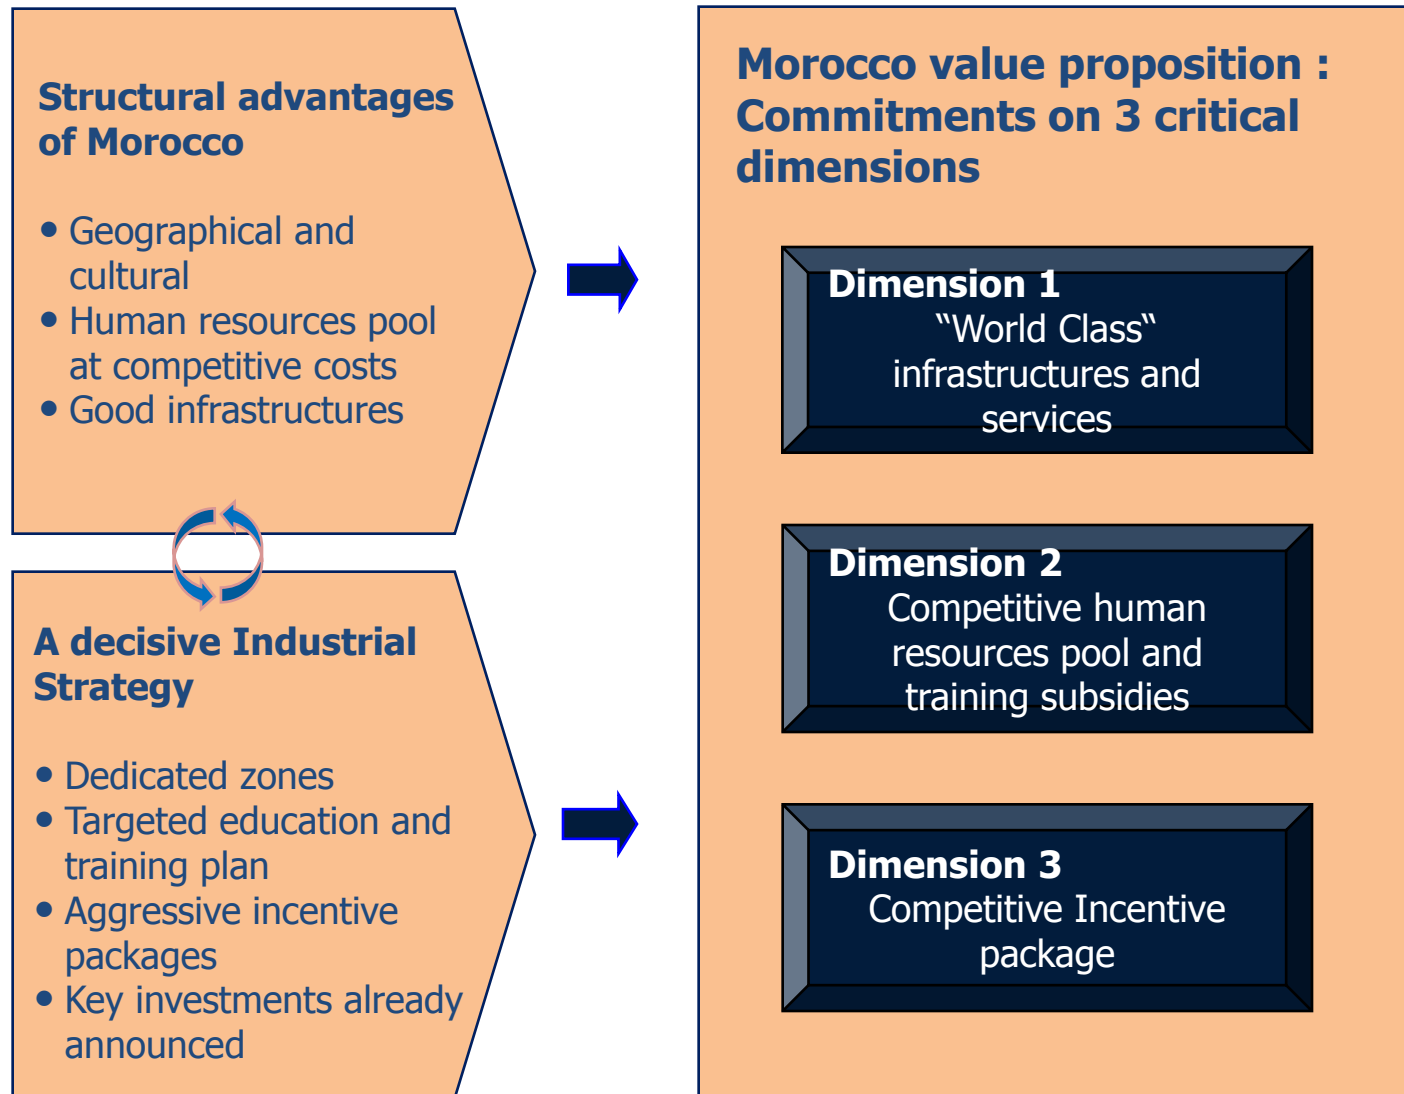 Structural advantages
of Morocco
• Geographical and
cultural
• Human resources pool
at competitive costs
• Good infrastructures
A decisive Industrial
Strategy
• Dedicated zones
• Targeted education and
training plan
• Aggressive incentive
packages
• Key investments already
announced
Morocco value proposition :
Commitments on 3 critical
dimensions
Dimension 1
“World Class“
infrastructures and
services
Dimension 2
Competitive human
resources pool and
training subsidies
Dimension 3
Competitive Incentive
package